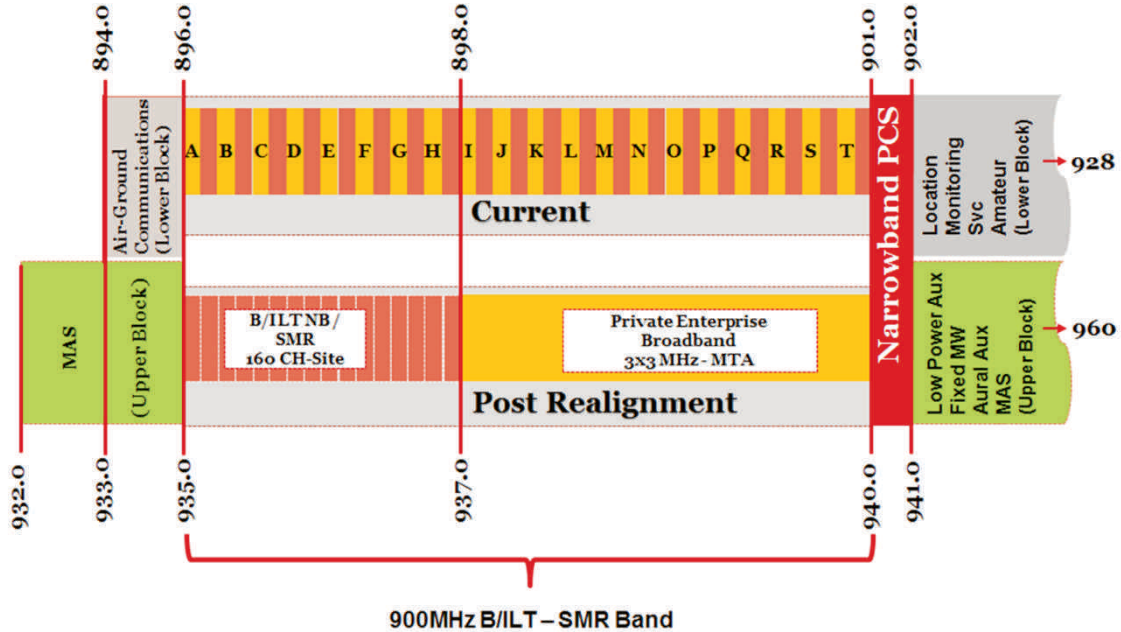 894.0
896.0
898.0
901.0
902.0
Air-Ground
Communications
(Lower Block)
A B C D E F G H I J K L M N O P Q R S T
Current
Narrowband PCS
Location
Monitoring
Svc
Amateur
(Lower Block)
928
MAS
(Upper Block)
B/ILT NB /
SMR
160 CH-Site
Private Enterprise
Broadband
3x3 MHz - MTA
Post Realignment
Low Power Aux
Fixed MW
Aural Aux
MAS
(Upper Block)
960
932.0
933.0
935.0
937.0
940.0
941.0
900MHz B/ILT – SMR Band